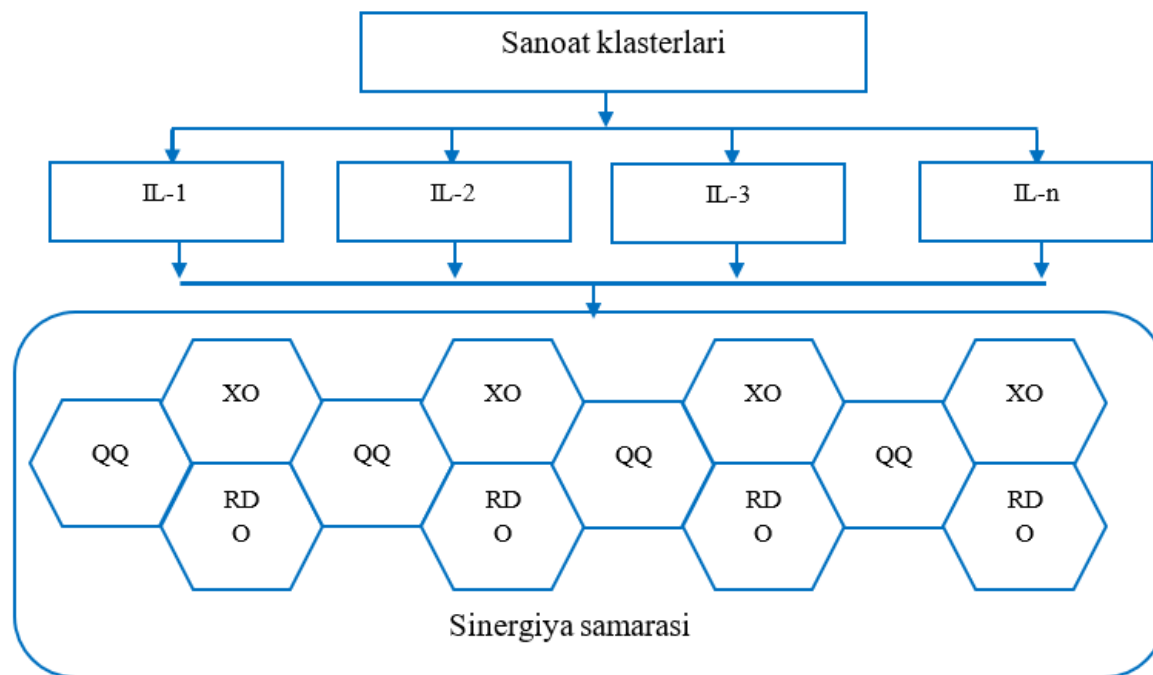 Sanoat klasterlari
IL-1
IL-2
IL-3
IL-n
XO
XO
XO
XO
QQ
QQ
QQ
QQ
RD
O
RD
O
RD
O
RD
O
Sinergiya samarasi